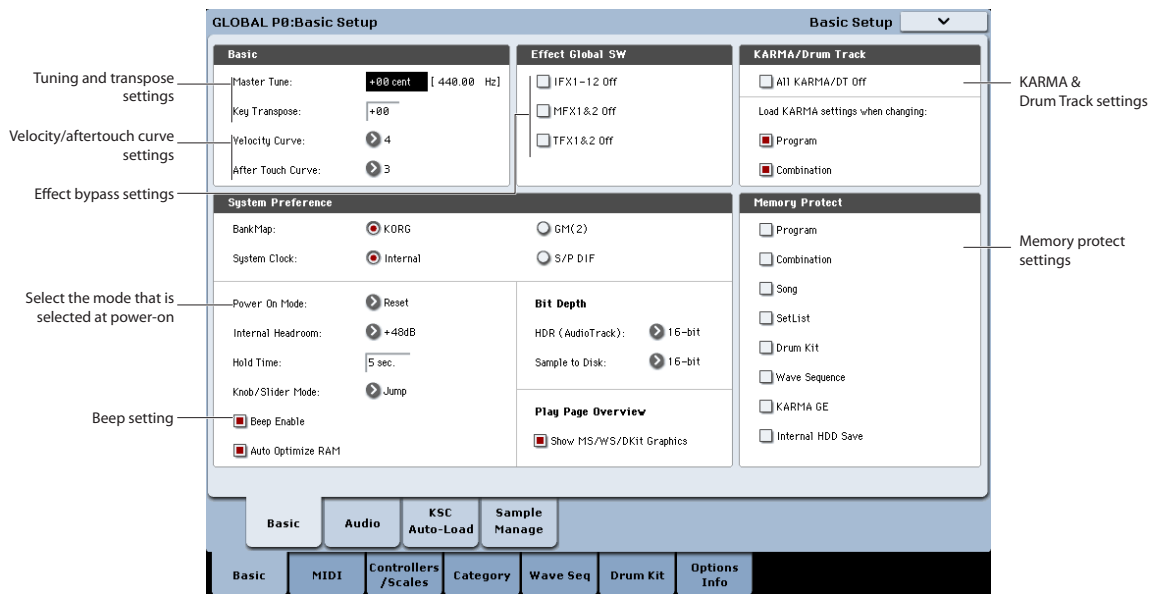 GLOBAL P0:Basic Setup
Basic Setup
Basic
Master Tune:
+00 cent
[ 440.00 Hz]
Key Transpose:
+00
Velocity Curve:
4
After Touch Curve:
3
Effect Global SW
IFX1-12 Off
MFX1&2 Off
TFX1&2 Off
KARMA/Drum Track
All KARMA/DT Off
Load KARMA settings when changing:
Program
Combination
System Preference
BankMap:
KORG
GM(2)
System Clock:
Internal
S/P DIF
Power On Mode:
Reset
Internal Headroom:
+48dB
Hold Time:
5 sec.
Knob/Slider Mode:
Jump
Beep Enable
Auto Optimize RAM
Bit Depth
HDR (AudioTrack):
16-bit
Sample to Disk:
16-bit
Play Page Overview
Show MS/WS/DKit Graphics
Memory Protect
Program
Combination
Song
SetList
Drum Kit
Wave Sequence
KARMA GE
Internal HDD Save
Basic
Audio
KSC
Auto-Load
Sample
Manage
Basic
MIDI
Controllers
/Scales
Category
Wave Seq
Drum Kit
Options
Info
Tuning and transpose
settings
Velocity/aftertouch curve
settings
Effect bypass settings
Select the mode that is
selected at power-on
Beep setting
KARMA &
Drum Track settings
Memory protect
settings